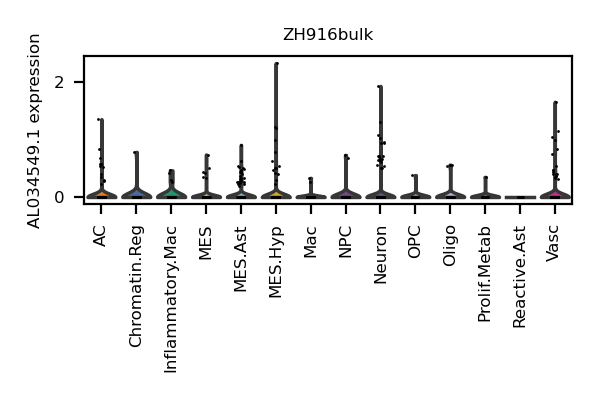 ZH916bulk
AL034549.1 expression
2
0
AC
Chromatin.Reg
Inflammatory.Mac
MES
MES.Ast
MES.Hyp
Mac
NPC
Neuron
OPC
Oligo
Prolif.Metab
Reactive.Ast
Vasc